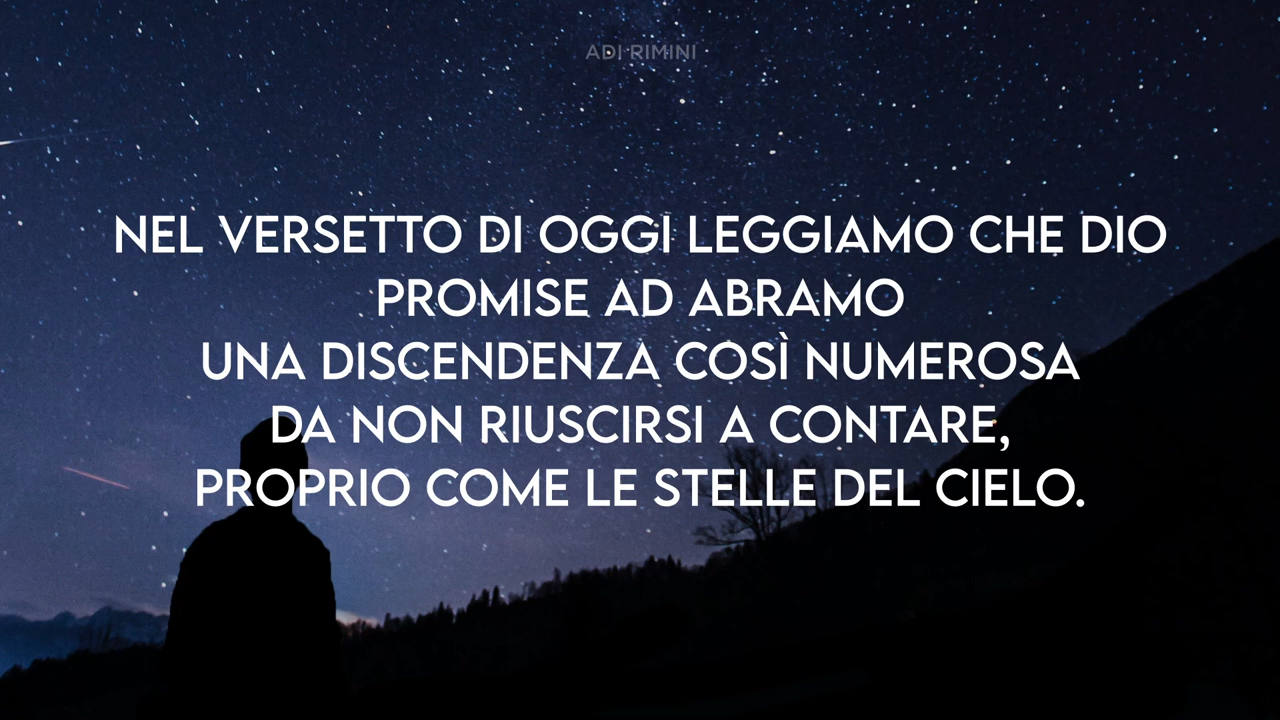 ADI RIMINI
NEL VERSETTO DI OGGI LEGGIAMO CHE DIO
PROMISE AD ABRAMO
UNA DISCENDENZA COSÌ NUMEROSA
DA NON RIUSCIRSI A CONTARE,
PROPRIO COME LE STELLE DEL CIELO.